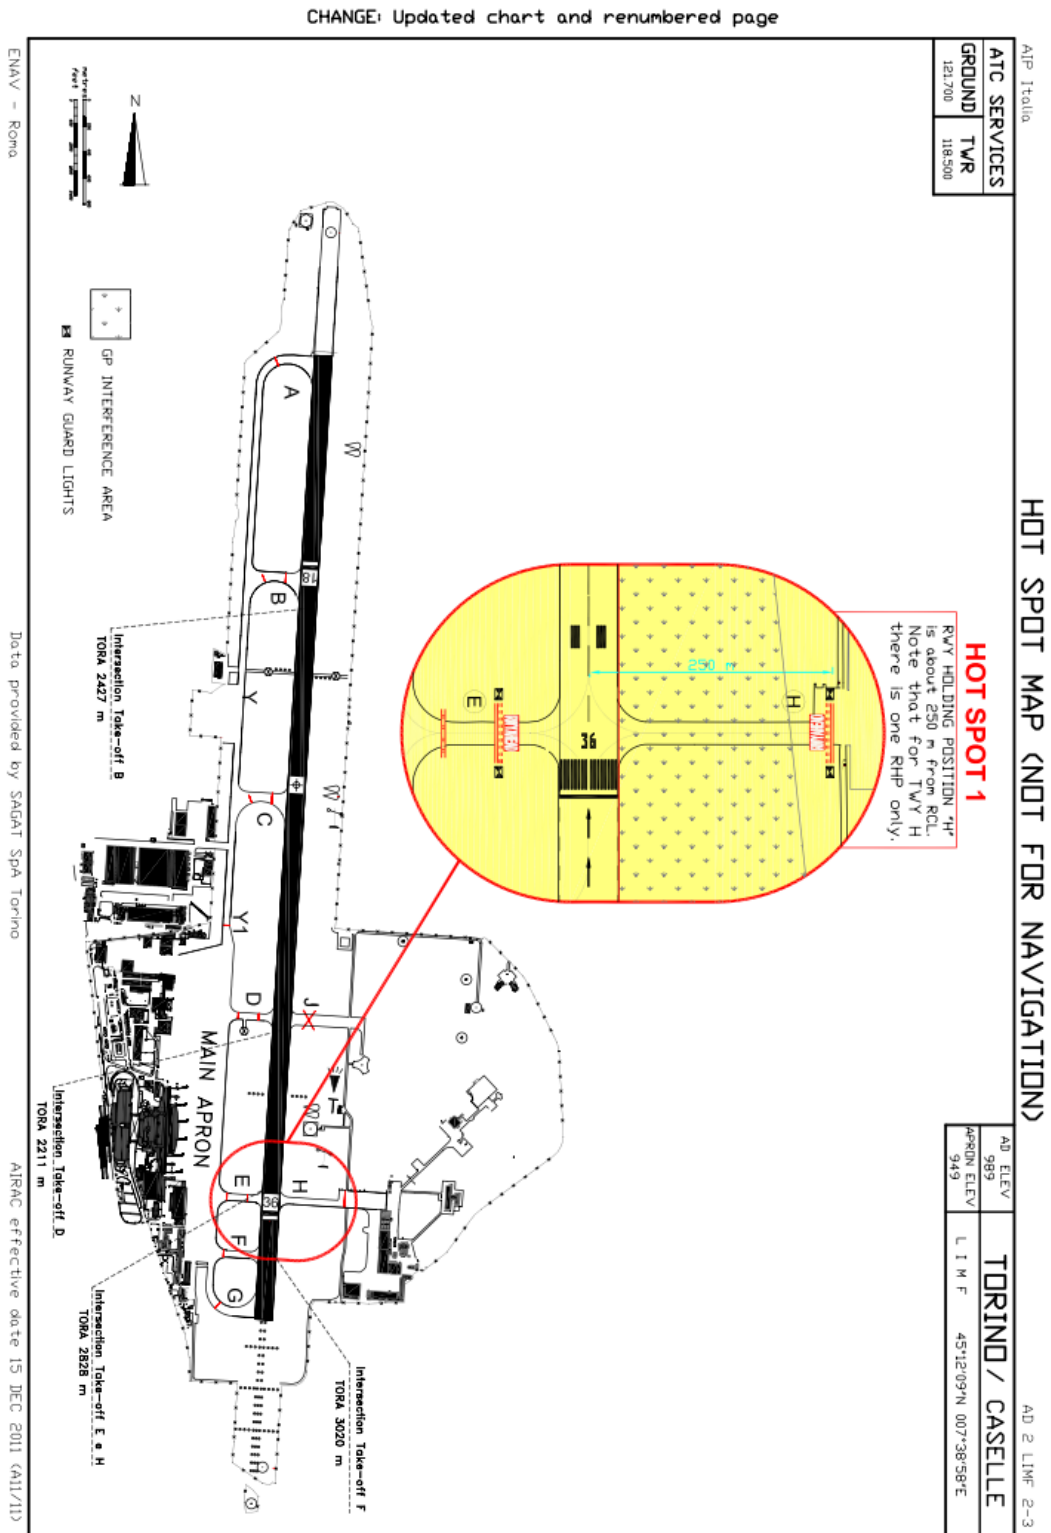 CHANGE: Updated chart and renumbered page
AIP Italia
AD 2 LIMF 2-3
HOT SPOT MAP (NOT FOR NAVIGATION)
ATC SERVICES
GROUND
121.700
TWR
118.500
AD ELEV
989
APRON ELEV
949
TORINO / CASELLE
L I M F
45°12'09"N 007°38'58"E
HOT SPOT 1
RWY HOLDING POSITION "H"
is about 250 m from RCL.
Note that for TWY H
there is one RHP only.
250 m
H
E
36
N
metres
feet
GP INTERFERENCE AREA
RUNWAY GUARD LIGHTS
A
18
B
Y
C
Y1
D
J
T
MAIN APRON
E
H
36
F
G
Intersection Take-off B
TORA 2427 m
Intersection Take-off D
TORA 2211 m
Intersection Take-off E e H
TORA 2828 m
Intersection Take-off F
TORA 3020 m
ENAV - Roma
Data provided by SAGAT SpA Torino
AIRAC effective date 15 DEC 2011 (A11/11)